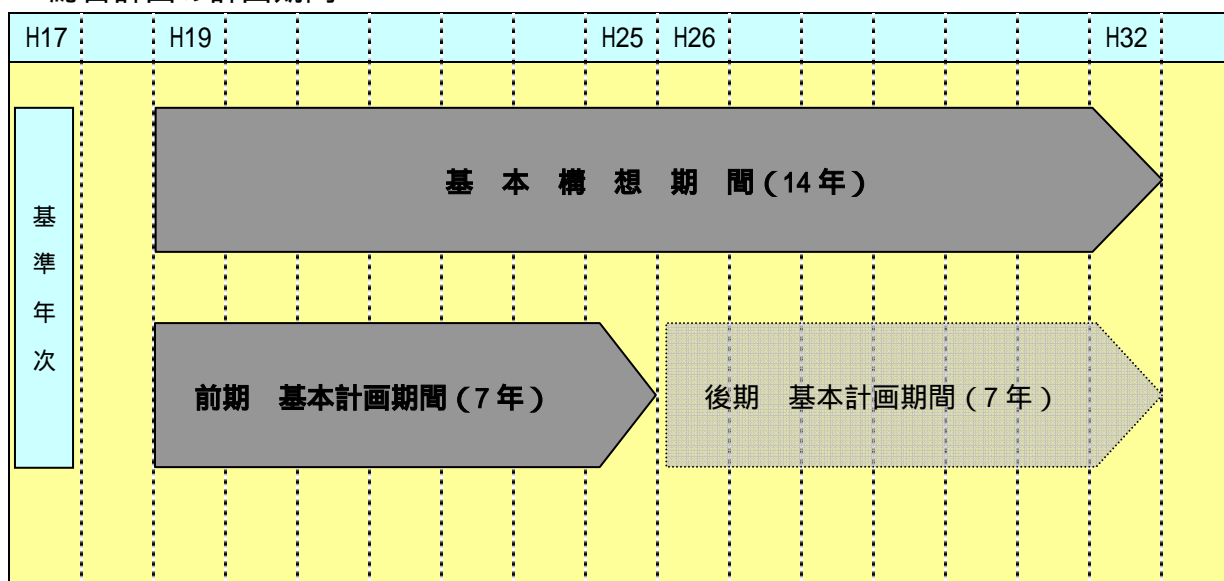 H17 H19 H25 H26 H32
基本構想期間(14年)
基準年次
前期 基本計画期間(7年)
後期 基本計画期間(7年)